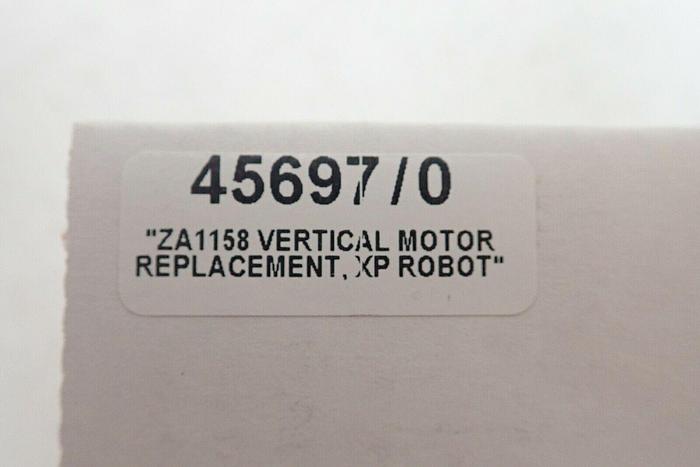 45697/0
"ZA1158 VERTICAL MOTOR
REPLACEMENT, XP ROBOT"